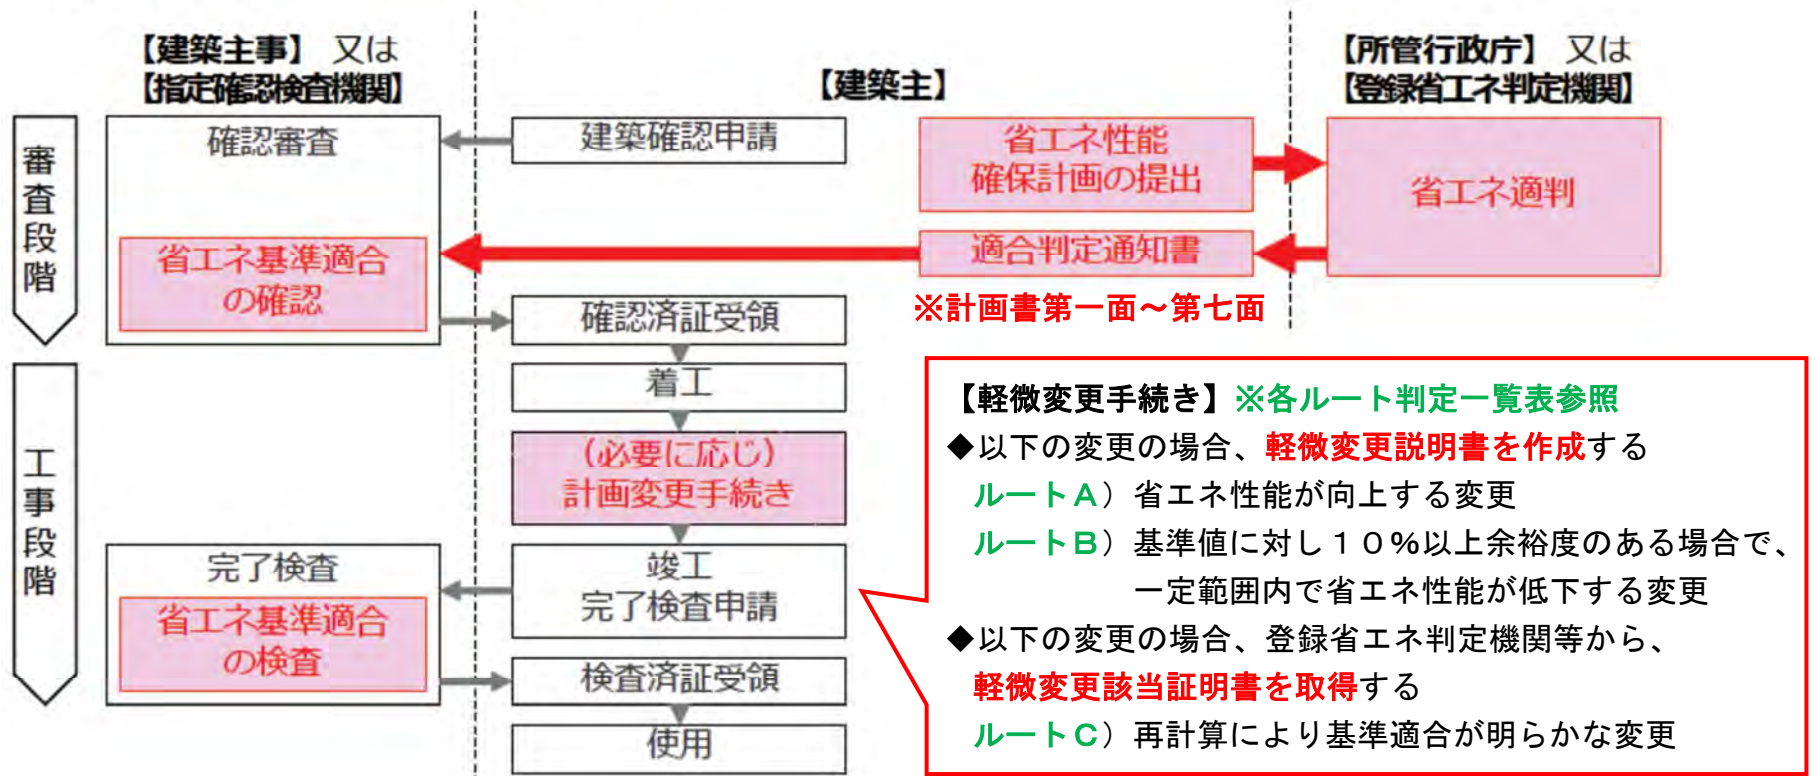 【建築主事】 又は
【指定確認検査機関】
【建築主】
【所管行政庁】 又は
【登録省エネ判定機関】
審査段階
確認審査
建築確認申請
省エネ性能
確保計画の提出
省エネ適判
省エネ基準適合
の確認
適合判定通知書
※計画書第一面～第七面
確認済証受領
着工
工事段階
(必要に応じ)
計画変更手続き
完了検査
竣工
完了検査申請
省エネ基準適合
の検査
検査済証受領
使用
【軽微変更手続き】※各ルート判定一覧表参照
◆以下の変更の場合、軽微変更説明書を作成する
ルートA）省エネ性能が向上する変更
ルートB）基準値に対し１０％以上余裕度のある場合で、
一定範囲内で省エネ性能が低下する変更
◆以下の変更の場合、登録省エネ判定機関等から、
軽微変更該当証明書を取得する
ルートC）再計算により基準適合が明らかな変更